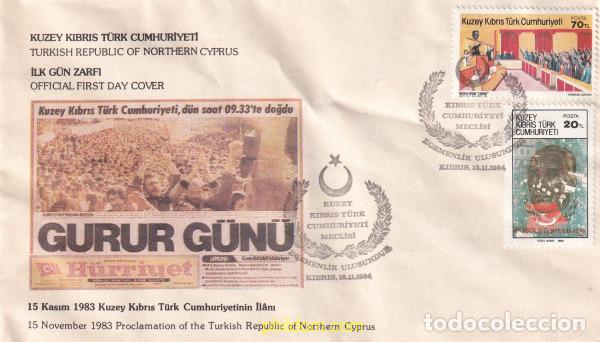 KUZEY KIBRIS TÜRK CUMHURİYETİ
TURKISH REPUBLIC OF NORTHERN CYPRUS
İLK GÜN ZARFI
OFFICIAL FIRST DAY COVER
Kuzey Kıbrıs Türk Cumhuriyeti, dün saat 09.33'te doğdu
GURUR GÜNÜ
Hürriyet
15 Kasım 1983 Kuzey Kıbrıs Türk Cumhuriyetinin İlânı
15 November 1983 Proclamation of the Turkish Republic of Northern Cyprus
KUZEY
KIBRIS TÜRK
CUMHURİYETİ
MECLİSİ
EGEMENLİK ULUSUNDUR
KIBRIS, 15.11.1984
Kuzey Kıbrıs Türk Cumhuriyeti
POSTA
70TL
KIBRIS TÜRK
CUMHURİYETİ
MECLİSİ
EGEMENLİK ULUSUNDUR
KIBRIS, 15.11.1984
KUZEY
KIBRIS TÜRK
CUMHURİYETİ
POSTA
20TL
todocoleccion.net